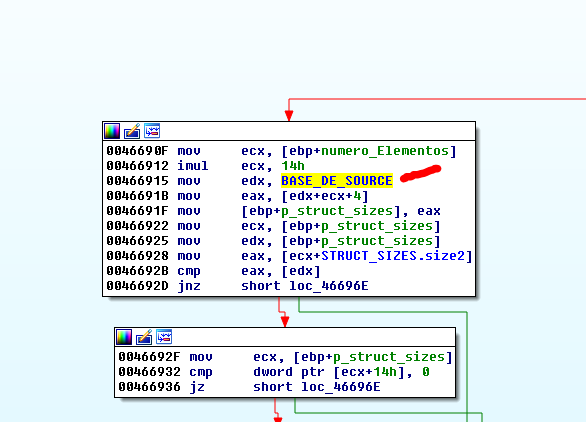 0046690F mov ecx, [ebp+numero_Elementos]
00466912 imul ecx, 14h
00466915 mov edx, BASE_DE_SOURCE
0046691B mov eax, [edx+ecx+4]
0046691F mov [ebp+p_struct_sizes], eax
00466922 mov ecx, [ebp+p_struct_sizes]
00466925 mov edx, [ebp+p_struct_sizes]
00466928 mov eax, [ecx+STRUCT_SIZES.size2]
0046692B cmp eax, [edx]
0046692D jnz short loc_46696E
0046692F mov ecx, [ebp+p_struct_sizes]
00466932 cmp dword ptr [ecx+14h], 0
00466936 jz short loc_46696E